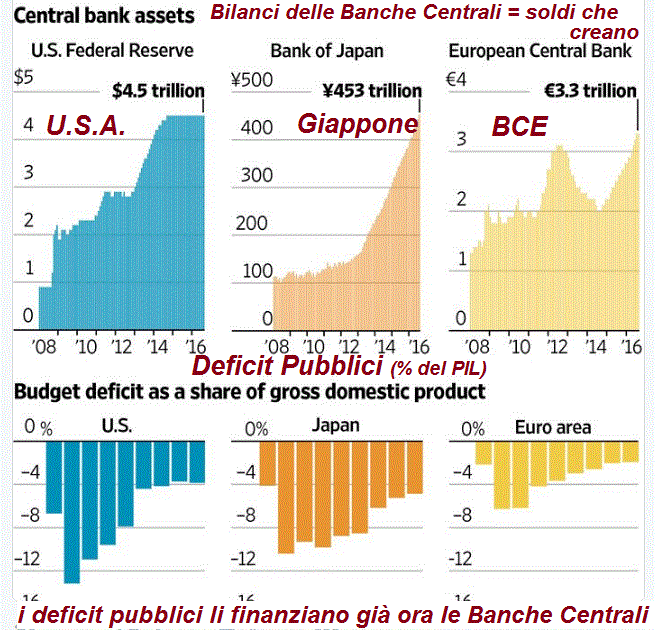 Central bank assets
Bilanci delle Banche Centrali = soldi che
creano
U.S. Federal Reserve
Bank of Japan
European Central Bank
$5
$4.5 trillion
U.S.A.
4
3
2
1
0
'08 '10 '12 '14 '16
¥500
¥453 trillion
Giappone
400
300
200
100
0
'08 '10 '12 '14 '16
€4
€3.3 trillion
BCE
3
2
1
0
'08 '10 '12 '14 '16
Deficit Pubblici (% del PIL)
Budget deficit as a share of gross domestic product
U.S.
0 %
-4
-8
-12
Japan
0%
-4
-8
-12
Euro area
0%
-4
-8
-12
i deficit pubblici li finanziano già ora le Banche Centrali